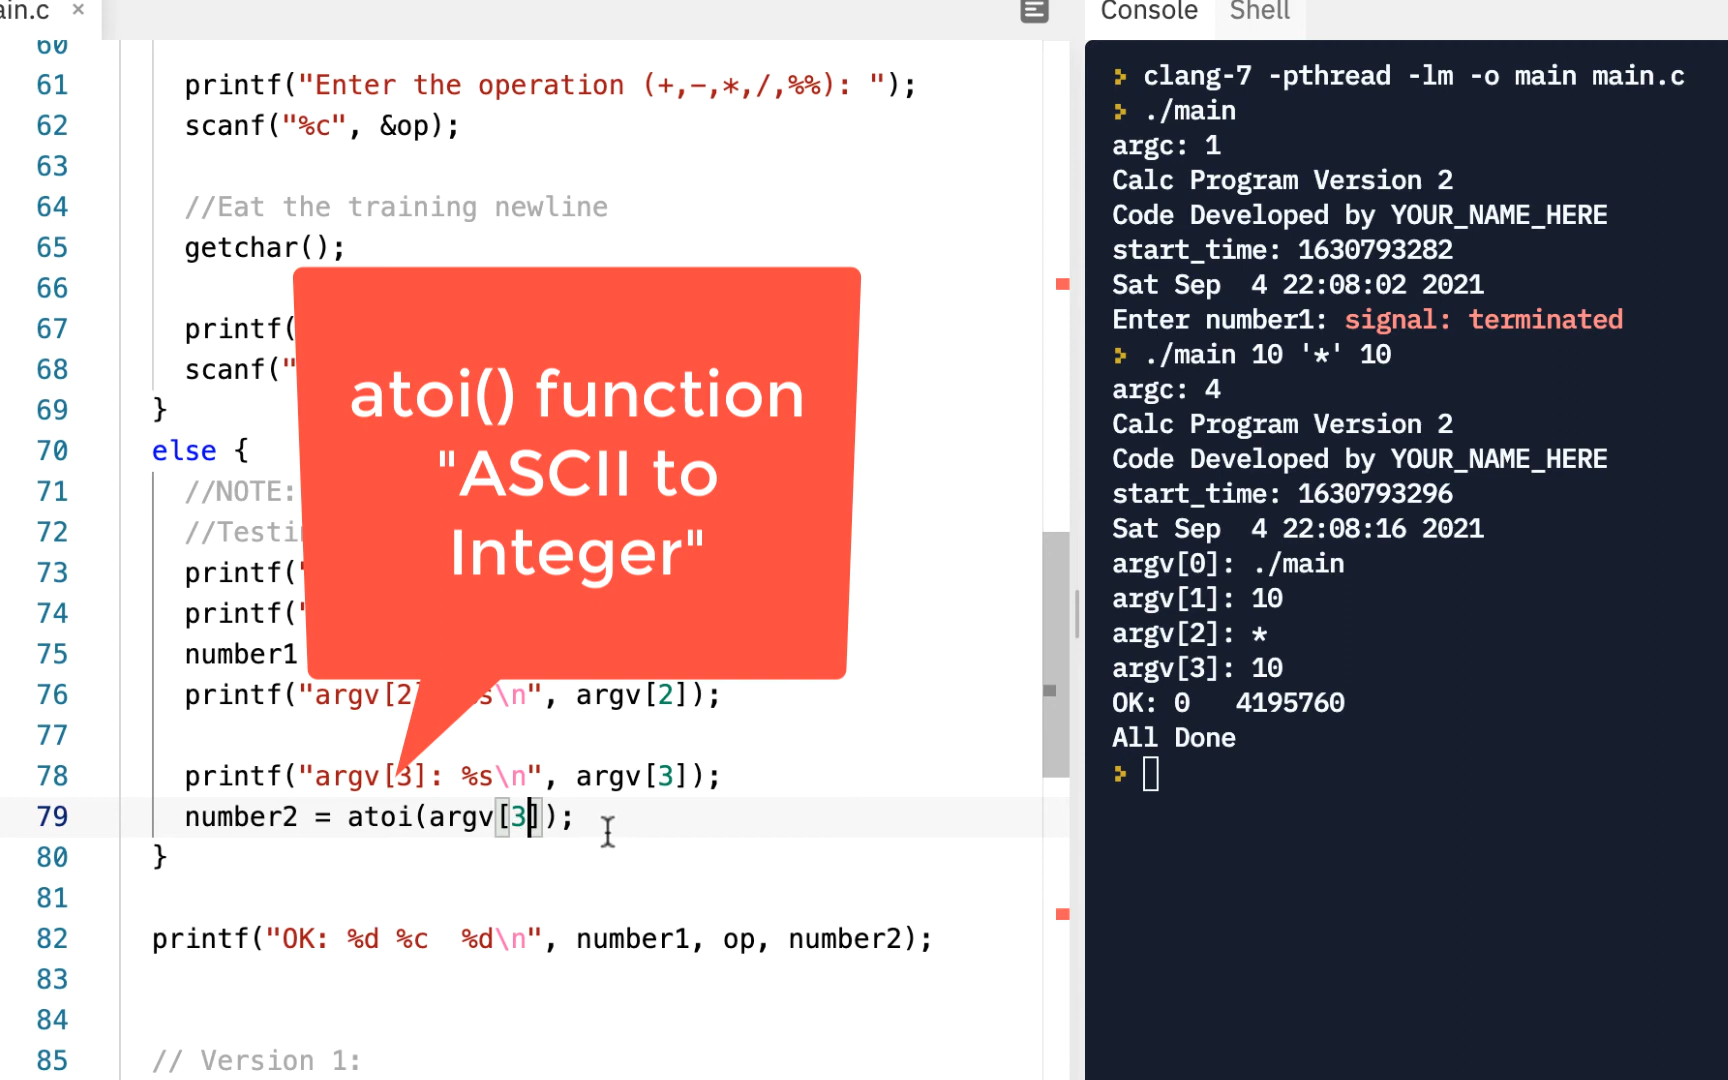 ain.c ×
60
61 printf("Enter the operation (+,-,*,/,%%): ");
62 scanf("%c", &op);
63
64 //Eat the training newline
65 getchar();
66
67 printf(
68 scanf("
69 }
70 else {
71 //NOTE:
72 //Testi
73 printf("
74 printf("
75 number1
76 printf("argv[2 s\n", argv[2]);
77
78 printf("argv[3]: %s\n", argv[3]);
79 number2 = atoi(argv[3]);
80 }
81
82 printf("OK: %d %c  %d\n", number1, op, number2);
83
84
85 // Version 1:
atoi() function
"ASCII to
Integer"
Console Shell
clang-7 -pthread -lm -o main main.c
./main
argc: 1
Calc Program Version 2
Code Developed by YOUR_NAME_HERE
start_time: 1630793282
Sat Sep  4 22:08:02 2021
Enter number1: signal: terminated
./main 10 '*' 10
argc: 4
Calc Program Version 2
Code Developed by YOUR_NAME_HERE
start_time: 1630793296
Sat Sep  4 22:08:16 2021
argv[0]: ./main
argv[1]: 10
argv[2]: *
argv[3]: 10
OK: 0   4195760
All Done